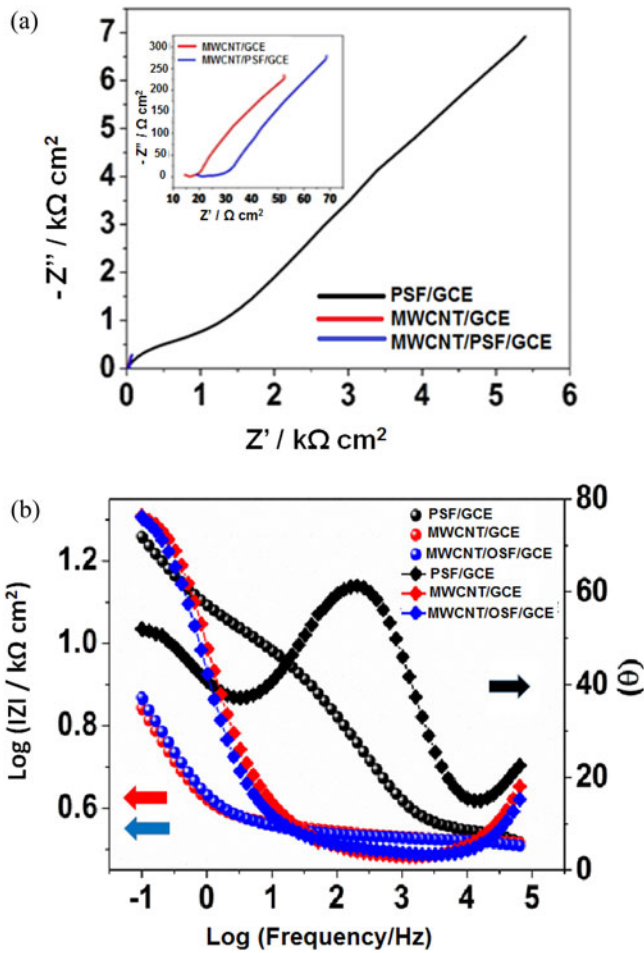 (a)
7
6
5
4
3
2
1
0
-Z'' / kΩ cm²
300
250
200
150
100
50
0
- Z'' / Ω cm²
MWCNT/GCE
MWCNT/PSF/GCE
10 20 30 40 50 60 70
Z' / Ω cm²
PSF/GCE
MWCNT/GCE
MWCNT/PSF/GCE
0 1 2 3 4 5 6
Z' / kΩ cm²
(b)
1.2
1.0
0.8
0.6
Log (IZI / kΩ cm²)
PSF/GCE
MWCNT/GCE
MWCNT/OSF/GCE
PSF/GCE
MWCNT/GCE
MWCNT/OSF/GCE
80
60
40
20
0
(θ)
-1 0 1 2 3 4 5
Log (Frequency/Hz)